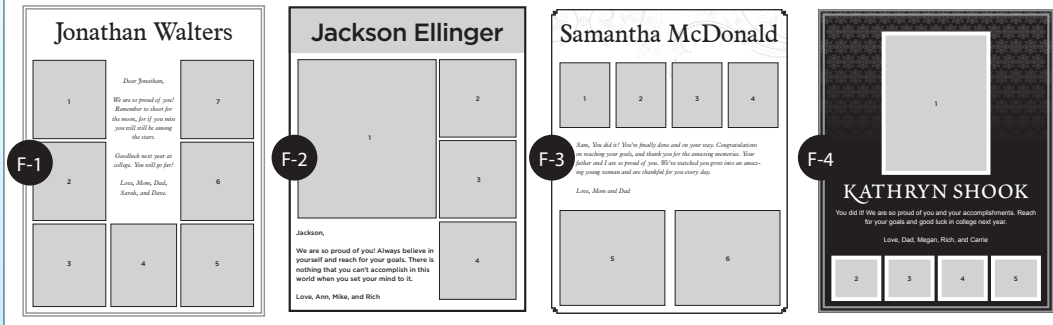 Jonathan Walters
1
Dear Jonathan,
We are so proud of you!
Remember to shoot for
the moon, for if you miss
you will still be among
the stars.
Goodluck next year at
college. You will go far!
Love, Mom, Dad,
Sarah, and Dave.
7
F-1
2
6
3
4
5
Jackson Ellinger
1
2
3
F-2
Jackson,
We are so proud of you! Always believe in
yourself and reach for your goals. There is
nothing that you can't accomplish in this
world when you set your mind to it.
Love, Ann, Mike, and Rich
4
Samantha McDonald
1
2
3
4
F-3
Sam, You did it! You're finally done and on your way. Congratulations
on reaching your goals, and thank you for the amazing memories. Your
father and I are so proud of you. We've watched you grow into an amaz-
ing young woman and are thankful for you every day.
Love, Mom and Dad
5
6
1
F-4
KATHRYN SHOOK
You did it! We are so proud of you and your accomplishments. Reach
for your goals and good luck in college next year.
Love, Dad, Megan, Rich, and Carrie
2
3
4
5